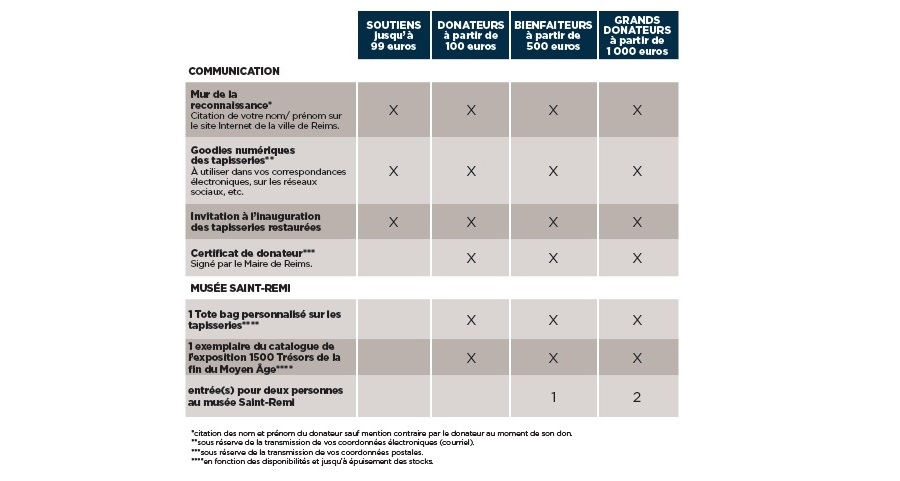 SOUTIENS
jusqu'à
99 euros
DONATEURS
à partir de
100 euros
BIENFAITEURS
à partir de
500 euros
GRANDS
DONATEURS
à partir de
1 000 euros
COMMUNICATION
Mur de la
reconnaissance*
Citation de votre nom/ prénom sur
le site Internet de la ville de Reims.
X X X X
Goodies numériques
des tapisseries**
À utiliser dans vos correspondances
électroniques, sur les réseaux
sociaux, etc.
X X X X
Invitation à l'inauguration
des tapisseries restaurées
X X X X
Certificat de donateur***
Signé par le Maire de Reims.
X X X
MUSÉE SAINT-REMI
1 Tote bag personnalisé sur les
tapisseries****
X X X
1 exemplaire du catalogue de
l'exposition 1500 Trésors de la
fin du Moyen Âge****
X X X
entrée(s) pour deux personnes
au musée Saint-Remi
1 2
*citation des nom et prénom du donateur sauf mention contraire par le donateur au moment de son don.
**sous réserve de la transmission de vos coordonnées électroniques (courriel).
***sous réserve de la transmission de vos coordonnées postales.
****en fonction des disponibilités et jusqu'à épuisement des stocks.